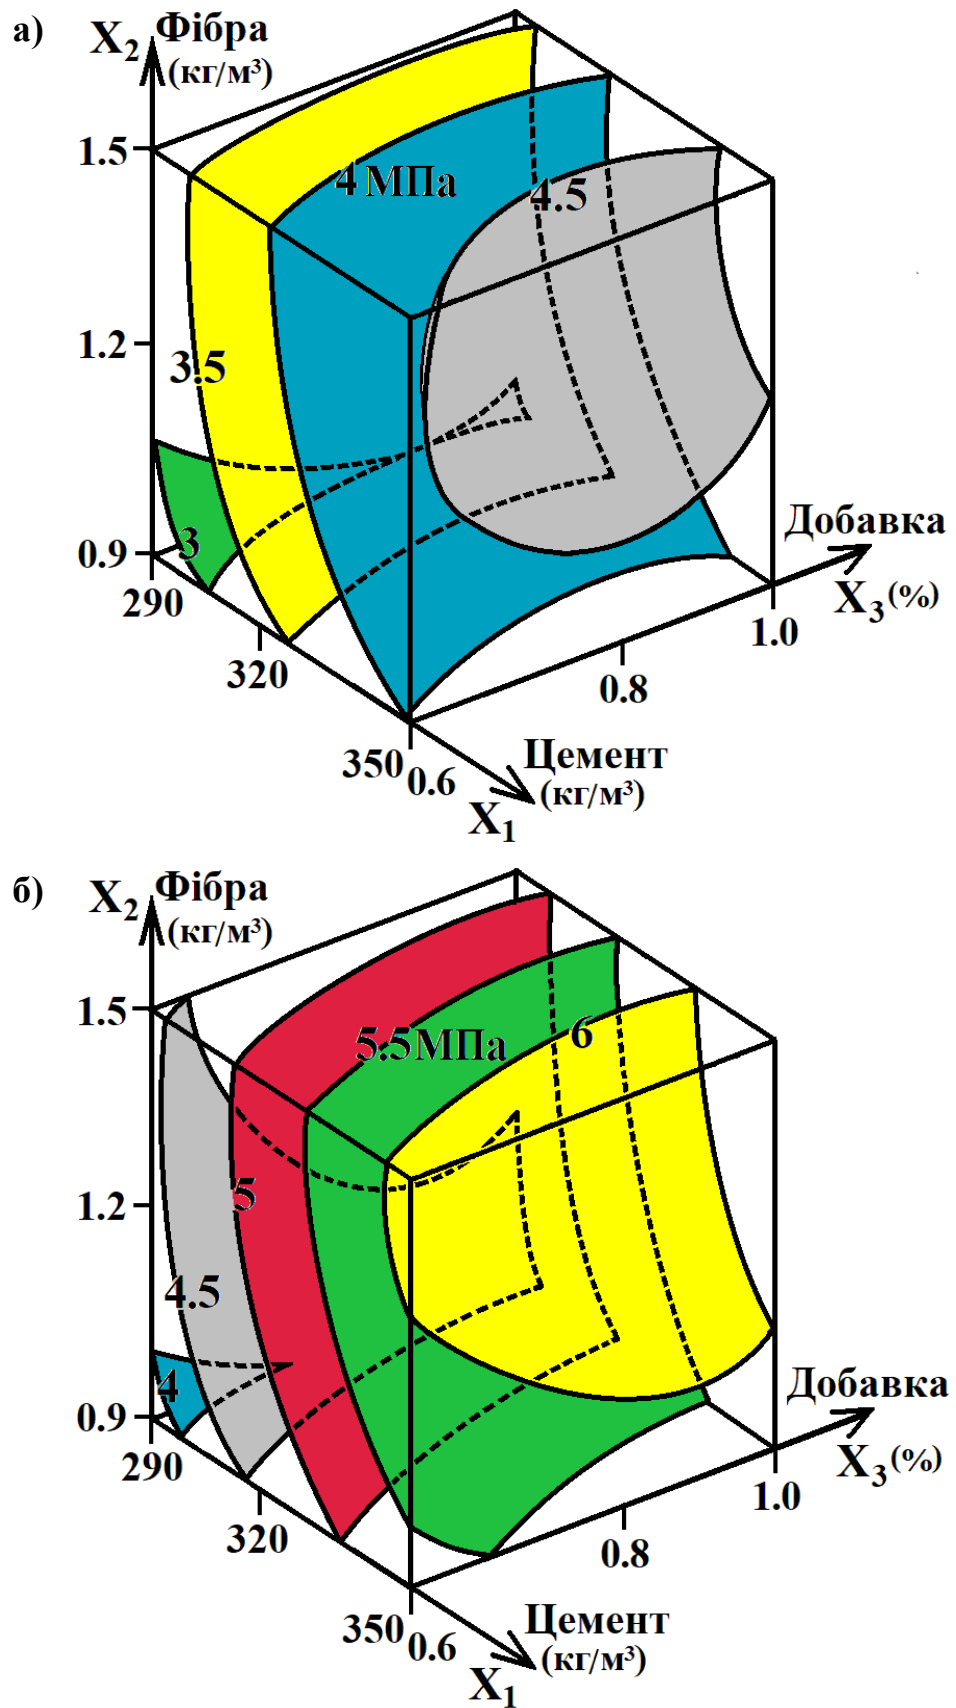 а)
X₂ Фібра
(кг/м³)
1.5
4 МПа
4.5
1.2
3.5
3
0.9
290
Добавка
X₃ (%)
1.0
320
0.8
350
0.6
Цемент
(кг/м³)
X₁
б)
X₂ Фібра
(кг/м³)
1.5
5.5 МПа
6
1.2
5
4.5
4
0.9
290
Добавка
X₃ (%)
1.0
320
0.8
350
0.6
Цемент
(кг/м³)
X₁